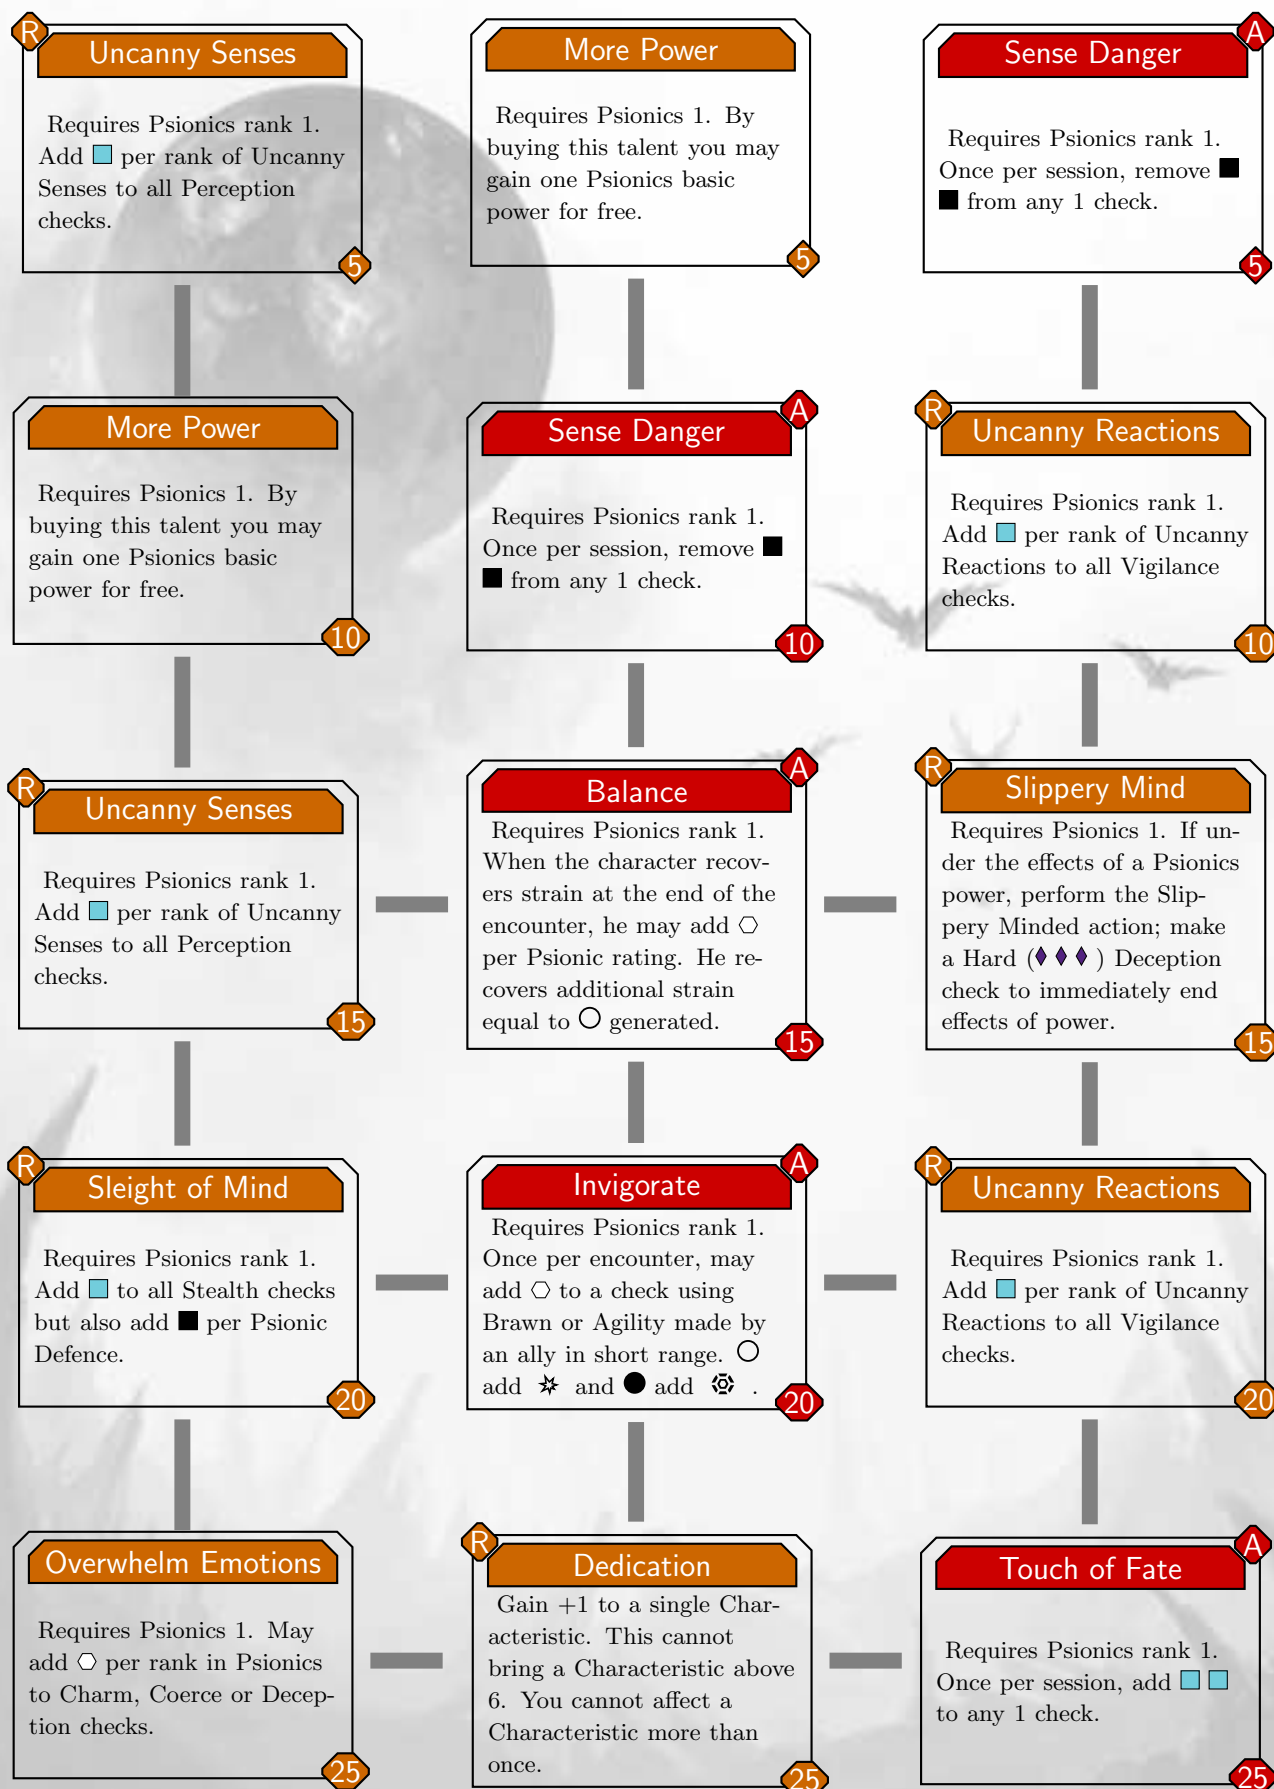 R
Uncanny Senses
Requires Psionics rank 1.
Add per rank of Uncanny
Senses to all Perception
checks.
5
More Power
Requires Psionics 1. By
buying this talent you may
gain one Psionics basic
power for free.
5
A
Sense Danger
Requires Psionics rank 1.
Once per session, remove
from any 1 check.
5
More Power
Requires Psionics 1. By
buying this talent you may
gain one Psionics basic
power for free.
10
A
Sense Danger
Requires Psionics rank 1.
Once per session, remove
from any 1 check.
10
R
Uncanny Reactions
Requires Psionics rank 1.
Add per rank of Uncanny
Reactions to all Vigilance
checks.
10
R
Uncanny Senses
Requires Psionics rank 1.
Add per rank of Uncanny
Senses to all Perception
checks.
15
A
Balance
Requires Psionics rank 1.
When the character recov-
ers strain at the end of the
encounter, he may add
per Psionic rating. He re-
covers additional strain
equal to generated.
15
R
Slippery Mind
Requires Psionics 1. If un-
der the effects of a Psionics
power, perform the Slip-
pery Minded action; make
a Hard ( ) Deception
check to immediately end
effects of power.
15
R
Sleight of Mind
Requires Psionics rank 1.
Add to all Stealth checks
but also add per Psionic
Defence.
20
A
Invigorate
Requires Psionics rank 1.
Once per encounter, may
add to a check using
Brawn or Agility made by
an ally in short range.
add and add .
20
R
Uncanny Reactions
Requires Psionics rank 1.
Add per rank of Uncanny
Reactions to all Vigilance
checks.
20
Overwhelm Emotions
Requires Psionics 1. May
add per rank in Psionics
to Charm, Coerce or Decep-
tion checks.
25
R
Dedication
Gain +1 to a single Char-
acteristic. This cannot
bring a Characteristic above
6. You cannot affect a
Characteristic more than
once.
25
A
Touch of Fate
Requires Psionics rank 1.
Once per session, add
to any 1 check.
25